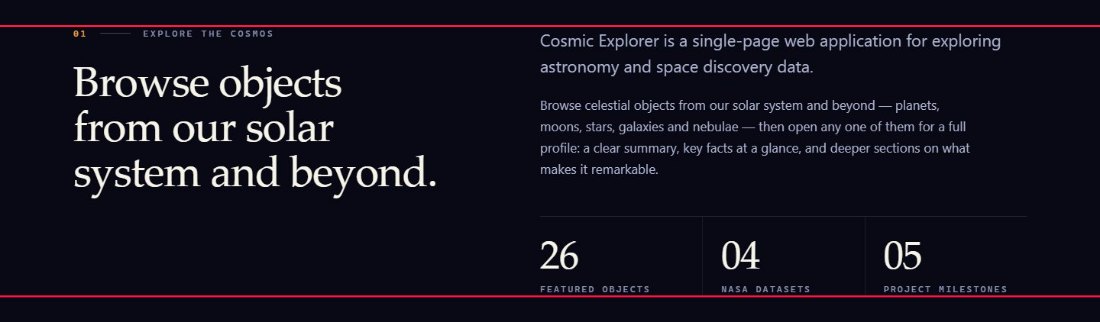 01 EXPLORE THE COSMOS
Browse objects
from our solar
system and beyond.
Cosmic Explorer is a single-page web application for exploring
astronomy and space discovery data.
Browse celestial objects from our solar system and beyond — planets,
moons, stars, galaxies and nebulae — then open any one of them for a full
profile: a clear summary, key facts at a glance, and deeper sections on what
makes it remarkable.
26
FEATURED OBJECTS
04
NASA DATASETS
05
PROJECT MILESTONES